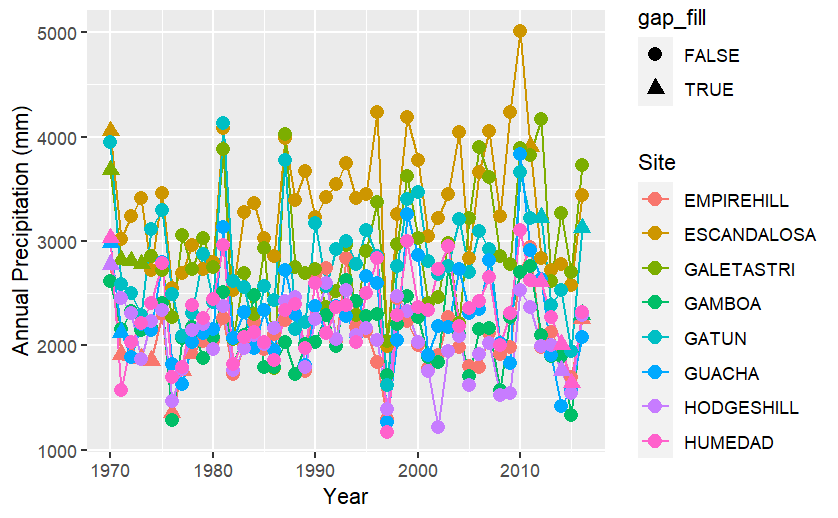 5000
4000
3000
2000
1000
Annual Precipitation (mm)
1970
1980
1990
2000
2010
Year
gap_fill
FALSE
TRUE
Site
EMPIREHILL
ESCANDALOSA
GALETASTRI
GAMBOA
GATUN
GUACHA
HODGESHILL
HUMEDAD